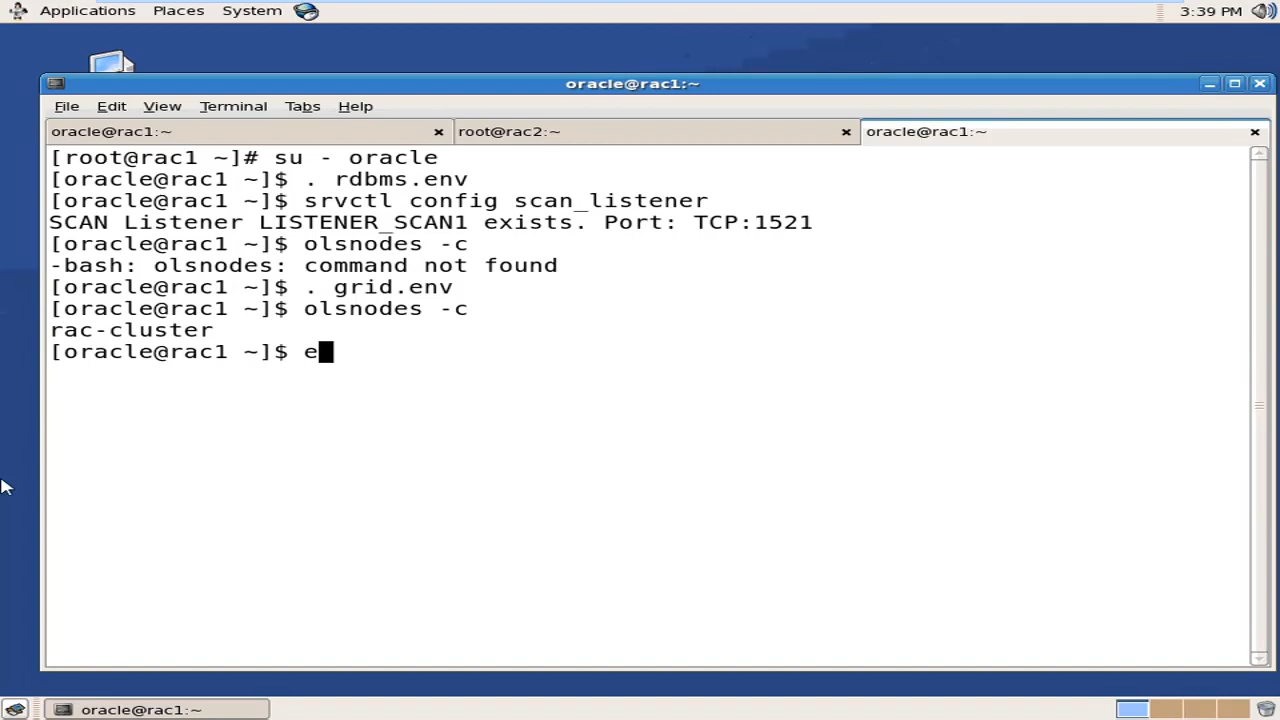 Applications Places System 3:39 PM
oracle@rac1:~
File Edit View Terminal Tabs Help
oracle@rac1:~ root@rac2:~ oracle@rac1:~
[root@rac1 ~]# su - oracle
[oracle@rac1 ~]$ . rdbms.env
[oracle@rac1 ~]$ srvctl config scan_listener
SCAN Listener LISTENER_SCAN1 exists. Port: TCP:1521
[oracle@rac1 ~]$ olsnodes -c
-bash: olsnodes: command not found
[oracle@rac1 ~]$ . grid.env
[oracle@rac1 ~]$ olsnodes -c
rac-cluster
[oracle@rac1 ~]$ e
oracle@rac1:~